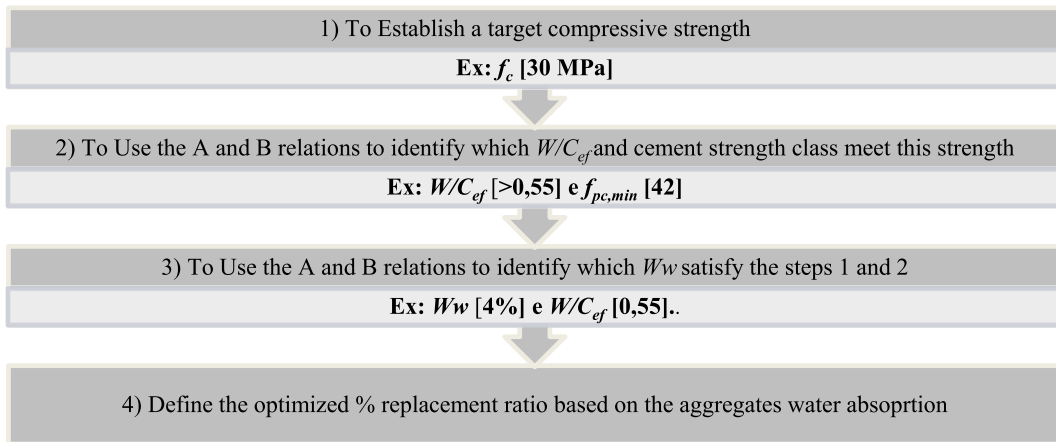 1) To Establish a target compressive strength
Ex: fc [30 MPa]
2) To Use the A and B relations to identify which W/Cef and cement strength class meet this strength
Ex: W/Cef [>0,55] e fpc,min [42]
3) To Use the A and B relations to identify which Ww satisfy the steps 1 and 2
Ex: Ww [4%] e W/Cef [0,55]..
4) Define the optimized % replacement ratio based on the aggregates water absoprtion